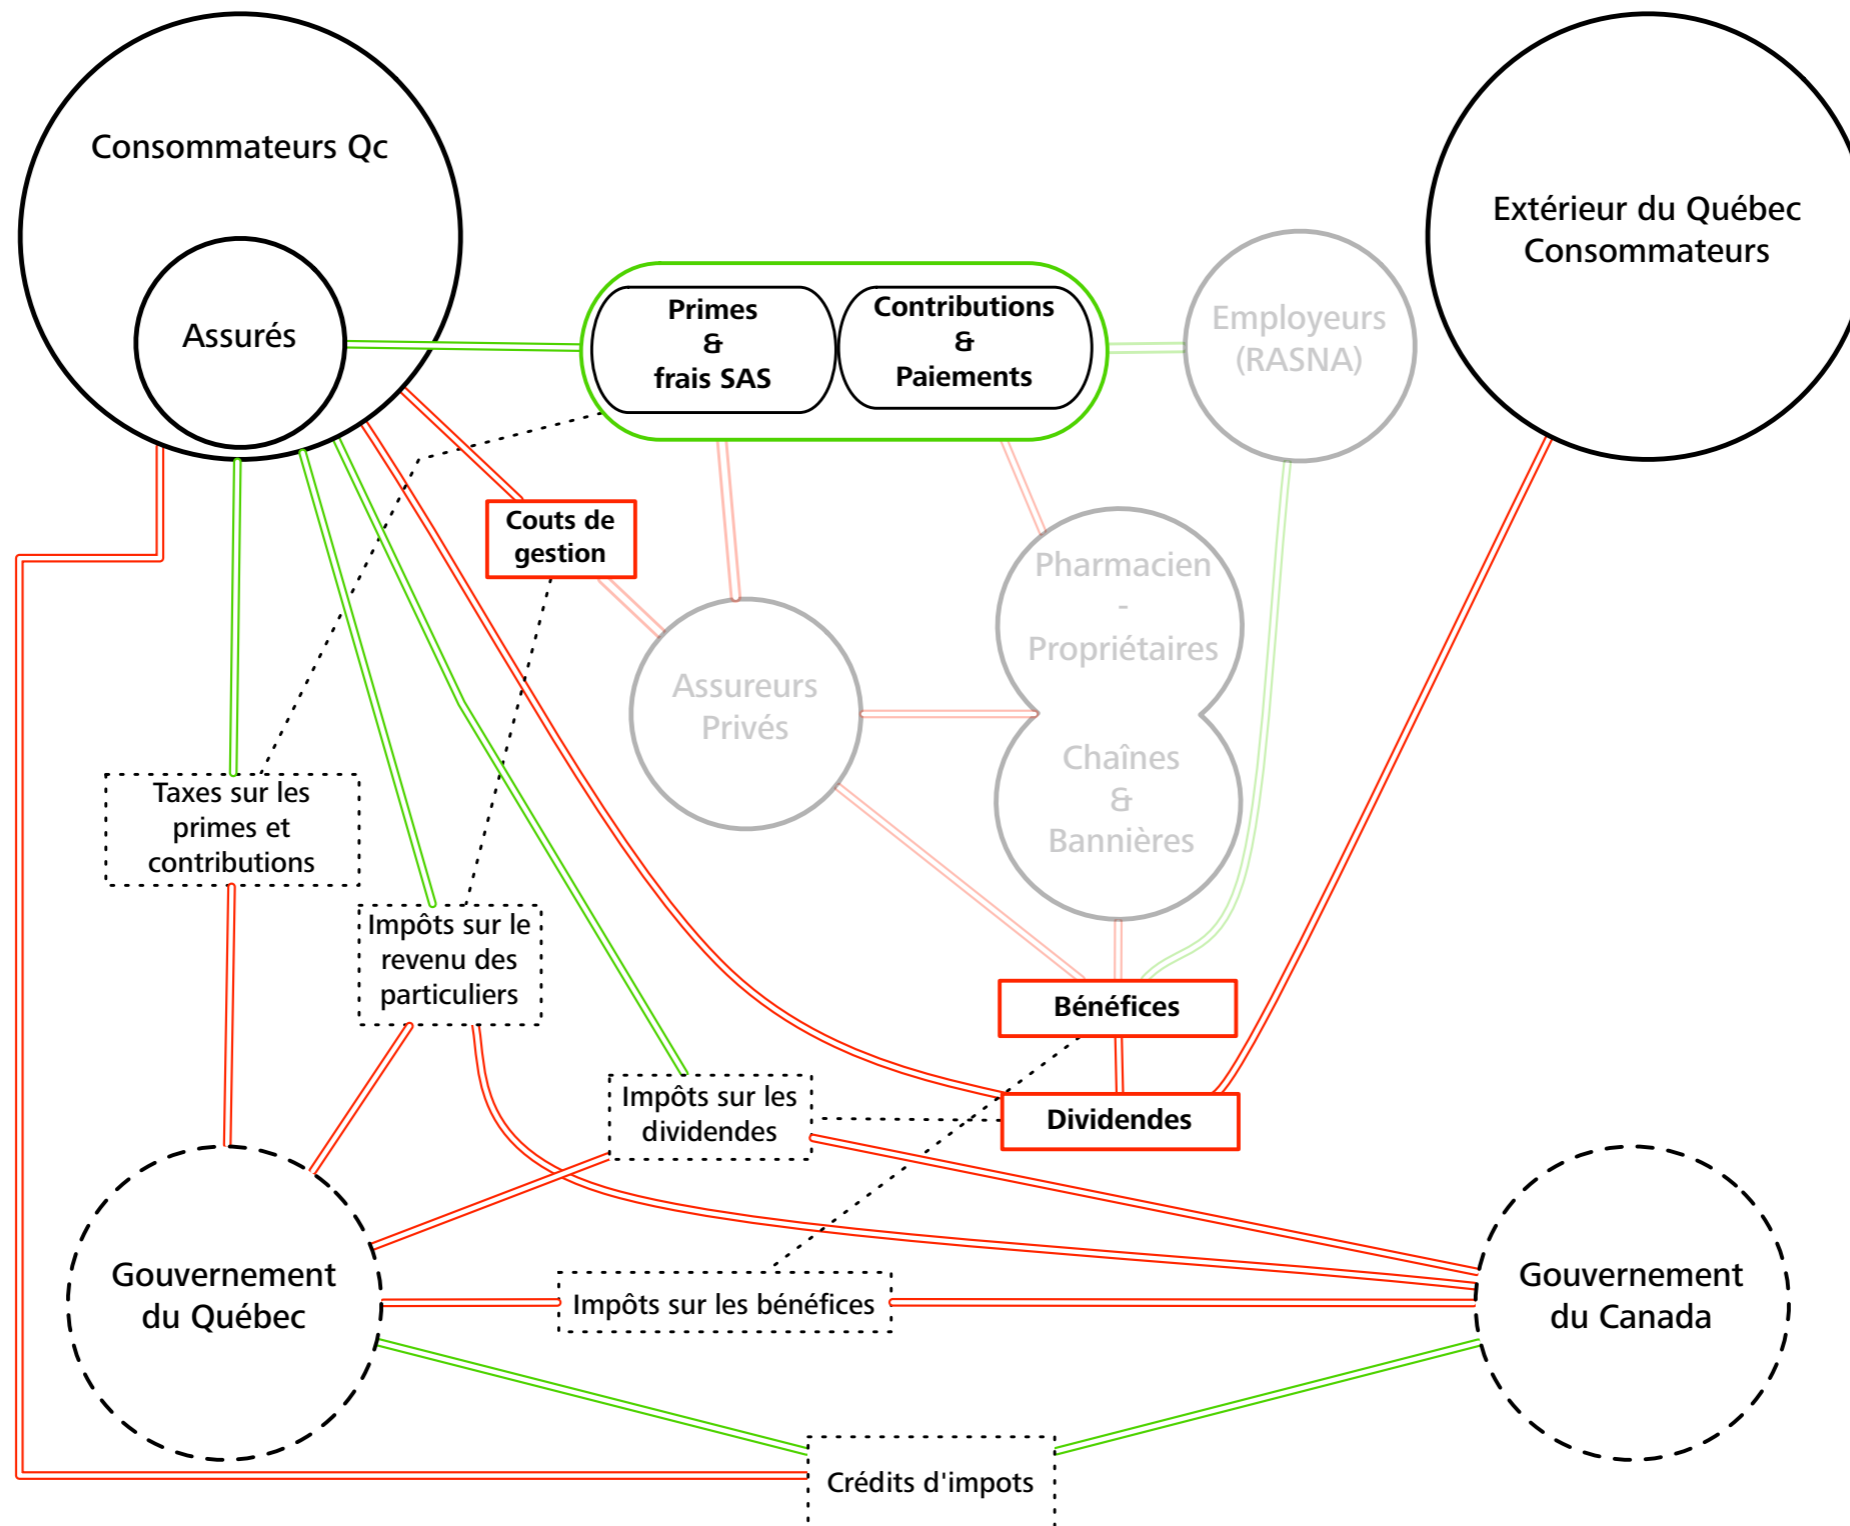 Consommateurs Qc
Assurés
Primes
&
frais SAS
Contributions
&
Paiements
Employeurs
(RASNA)
Extérieur du Québec
Consommateurs
Couts de
gestion
Pharmacien
-
Propriétaires
Assureurs
Privés
Chaînes
&
Bannières
Taxes sur les
primes et
contributions
Impôts sur le
revenu des
particuliers
Bénéfices
Impôts sur les
dividendes
Dividendes
Gouvernement
du Québec
Impôts sur les bénéfices
Gouvernement
du Canada
Crédits d'impots